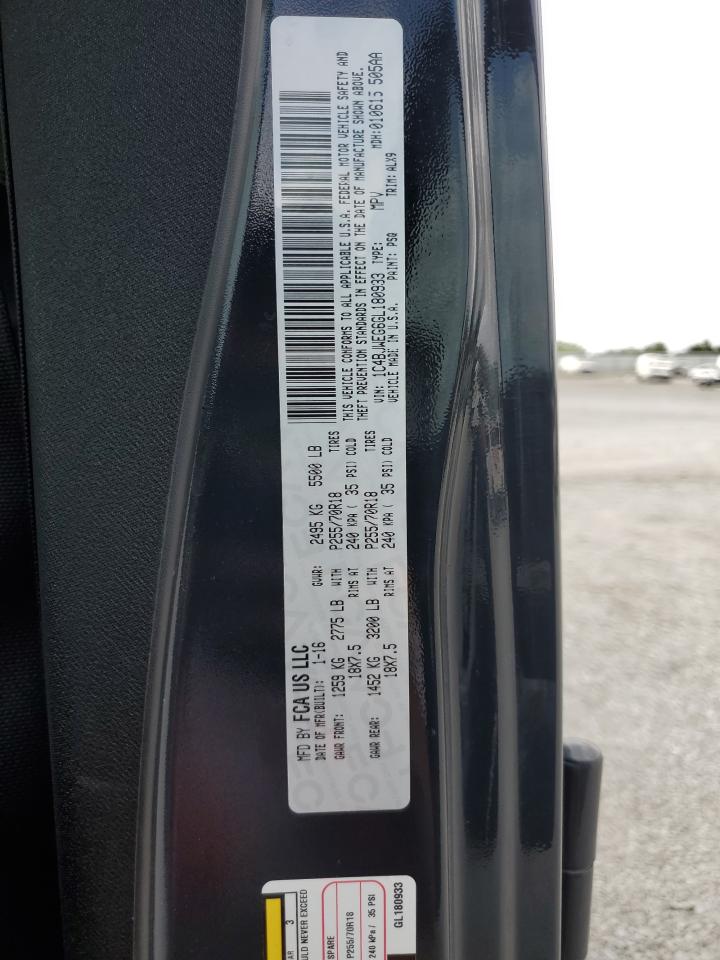 MFD BY FCA US LLC
DATE OF MFR(BUILT): 1-16 GVWR: 2495 KG 5500 LB
GAWR FRONT: 1259 KG 2775 LB WITH P255/70R18 TIRES
18X7.5 RIMS AT 240 KPA ( 35 PSI) COLD
GAWR REAR: 1452 KG 3200 LB WITH P255/70R18 TIRES
18X7.5 RIMS AT 240 KPA ( 35 PSI) COLD
THIS VEHICLE CONFORMS TO ALL APPLICABLE U.S.A. FEDERAL MOTOR VEHICLE SAFETY AND
THEFT PREVENTION STANDARDS IN EFFECT ON THE DATE OF MANUFACTURE SHOWN ABOVE.
VIN: 1C4BJWEG6GL180933 TYPE: MPV MDH:010615 505AA
VEHICLE MADE IN U.S.A. PAINT: PSQ TRIM: ALX9
3
NEVER EXCEED
SPARE
P255/70R18
240 kPa / 35 PSI
GL180933